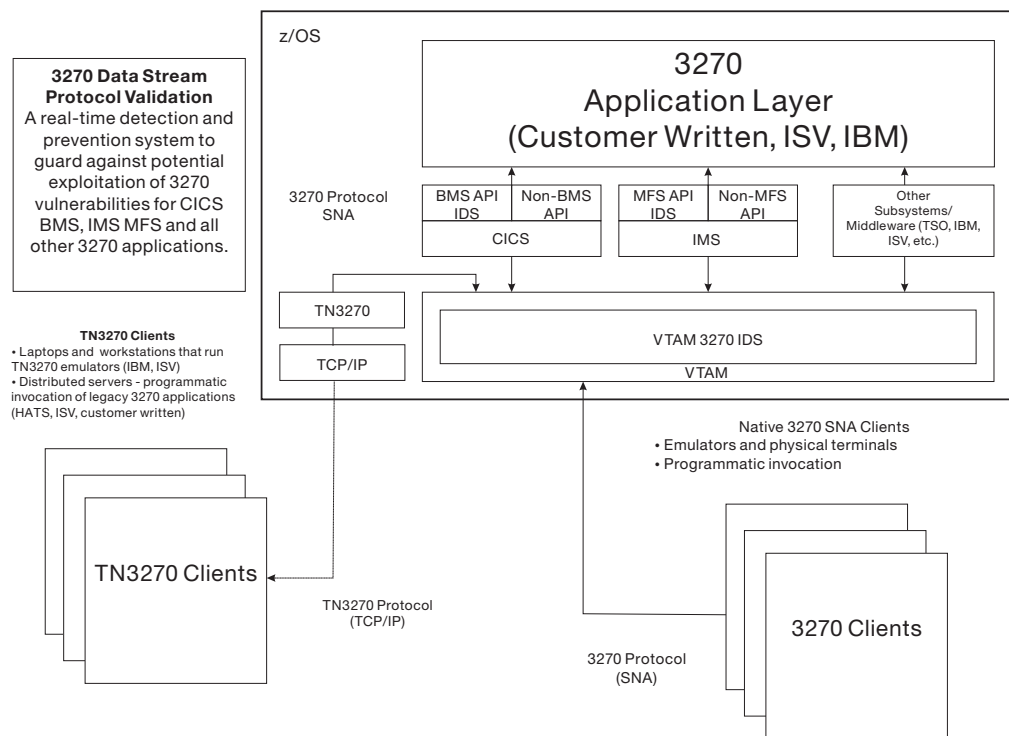 z/OS
3270 Data Stream
Protocol Validation
A real-time detection and
prevention system to
guard against potential
exploitation of 3270
vulnerabilities for CICS
BMS, IMS MFS and all
other 3270 applications.
3270
Application Layer
(Customer Written, ISV, IBM)
3270 Protocol
SNA
BMS API
IDS
Non-BMS
API
CICS
MFS API
IDS
Non-MFS
API
IMS
Other
Subsystems/
Middleware (TSO, IBM,
ISV, etc.)
TN3270
TCP/IP
VTAM 3270 IDS
VTAM
TN3270 Clients
• Laptops and workstations that run
TN3270 emulators (IBM, ISV)
• Distributed servers - programmatic
invocation of legacy 3270 applications
(HATS, ISV, customer written)
Native 3270 SNA Clients
• Emulators and physical terminals
• Programmatic invocation
TN3270 Clients
TN3270 Protocol
(TCP/IP)
3270 Protocol
(SNA)
3270 Clients